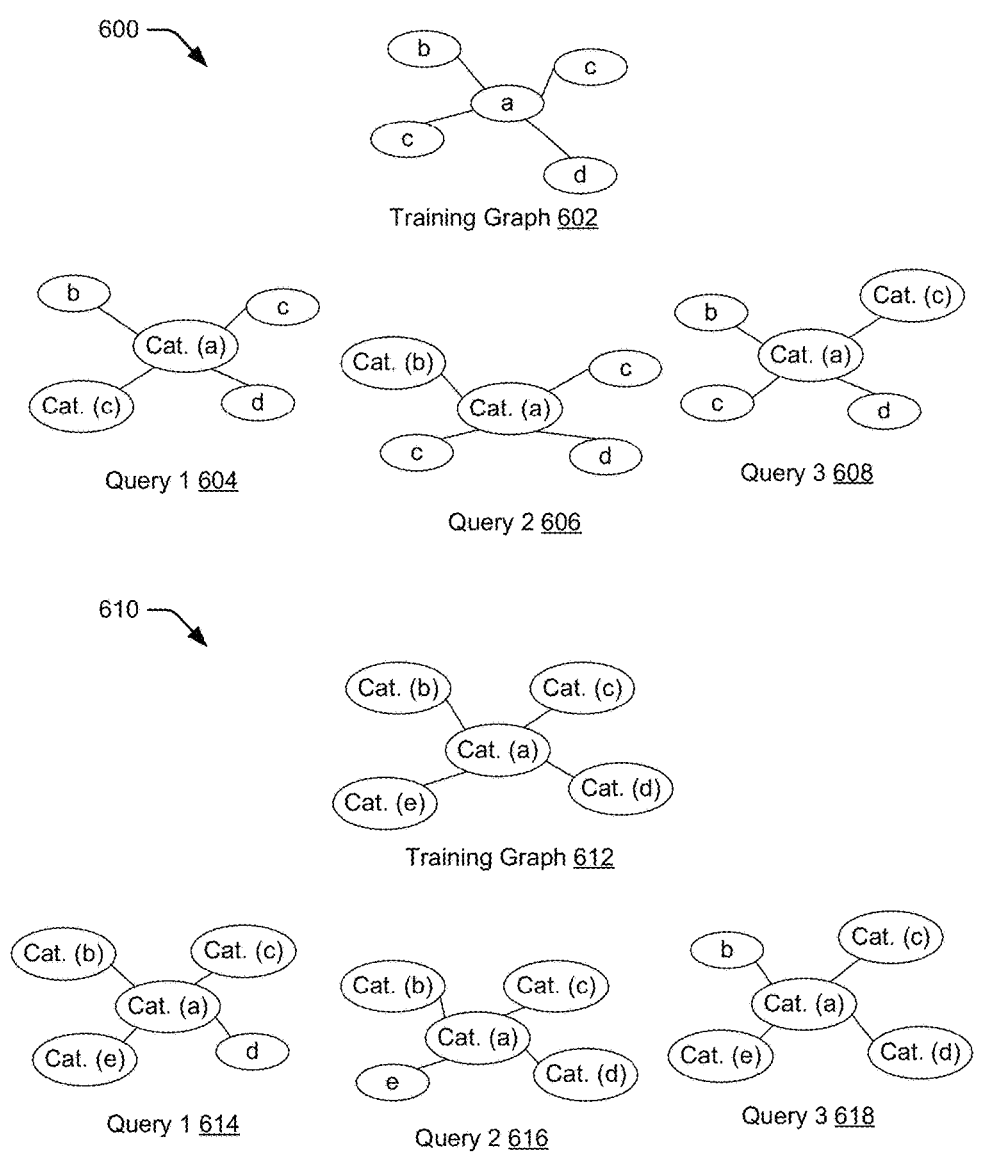 600
b
c
a
c
d
Training Graph 602
b
c
Cat. (a)
Cat. (c)
d
Query 1 604
Cat. (b)
c
Cat. (a)
c
d
Query 2 606
Cat. (c)
b
Cat. (a)
c
d
Query 3 608
610
Cat. (b)
Cat. (c)
Cat. (a)
Cat. (e)
Cat. (d)
Training Graph 612
Cat. (b)
Cat. (c)
Cat. (a)
Cat. (e)
d
Query 1 614
Cat. (b)
Cat. (c)
Cat. (a)
e
Cat. (d)
Query 2 616
b
Cat. (c)
Cat. (a)
Cat. (e)
Cat. (d)
Query 3 618